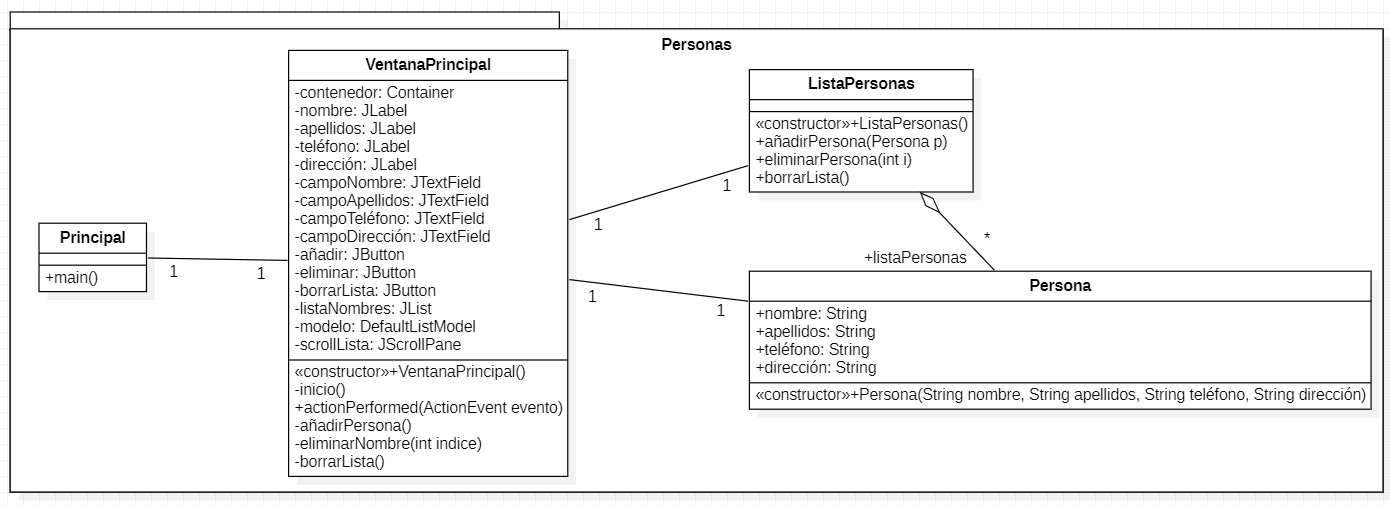 Personas
Principal
+main()
1
1
VentanaPrincipal
-contenedor: Container
-nombre: JLabel
-apellidos: JLabel
-teléfono: JLabel
-dirección: JLabel
-campoNombre: JTextField
-campoApellidos: JTextField
-campoTeléfono: JTextField
-campoDirección: JTextField
-añadir: JButton
-eliminar: JButton
-borrarLista: JButton
-listaNombres: JList
-modelo: DefaultListModel
-scrollLista: JScrollPane
«constructor»+VentanaPrincipal()
-inicio()
+actionPerformed(ActionEvent evento)
-añadirPersona()
-eliminarNombre(int indice)
-borrarLista()
1
1
1
1
ListaPersonas
«constructor»+ListaPersonas()
+añadirPersona(Persona p)
+eliminarPersona(int i)
+borrarLista()
*
+listaPersonas
Persona
+nombre: String
+apellidos: String
+teléfono: String
+dirección: String
«constructor»+Persona(String nombre, String apellidos, String teléfono, String dirección)